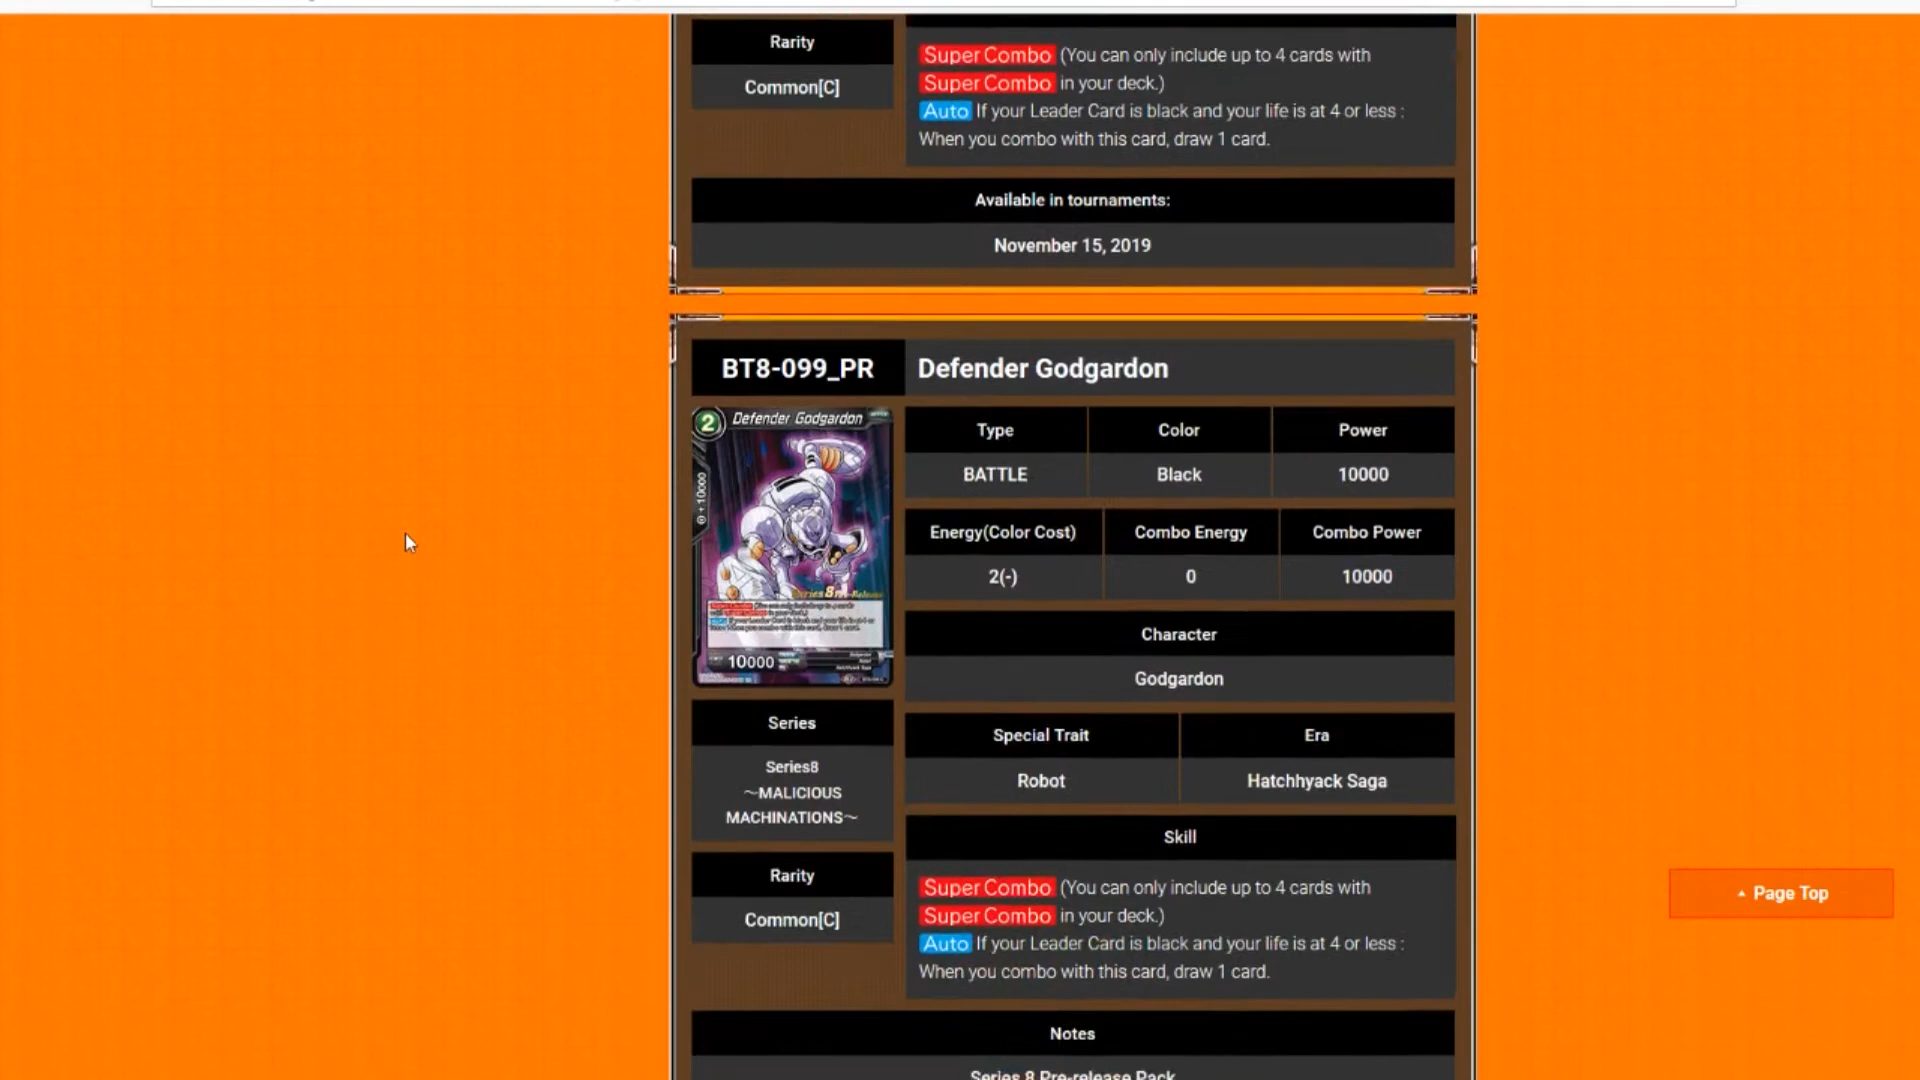 Rarity
Common[C]
Super Combo (You can only include up to 4 cards with
Super Combo in your deck.)
Auto If your Leader Card is black and your life is at 4 or less :
When you combo with this card, draw 1 card.
Available in tournaments:
November 15, 2019
BT8-099_PR
Defender Godgardon
2
Defender Godgardon
+ 10000
Series 8 Pre-Release
10000
Type
Color
Power
BATTLE
Black
10000
Energy(Color Cost)
Combo Energy
Combo Power
2(-)
0
10000
Character
Godgardon
Series
Series8
～MALICIOUS
MACHINATIONS～
Special Trait
Era
Robot
Hatchhyack Saga
Rarity
Common[C]
Skill
Super Combo (You can only include up to 4 cards with
Super Combo in your deck.)
Auto If your Leader Card is black and your life is at 4 or less :
When you combo with this card, draw 1 card.
Notes
Series 8 Pre-release Pack
Page Top